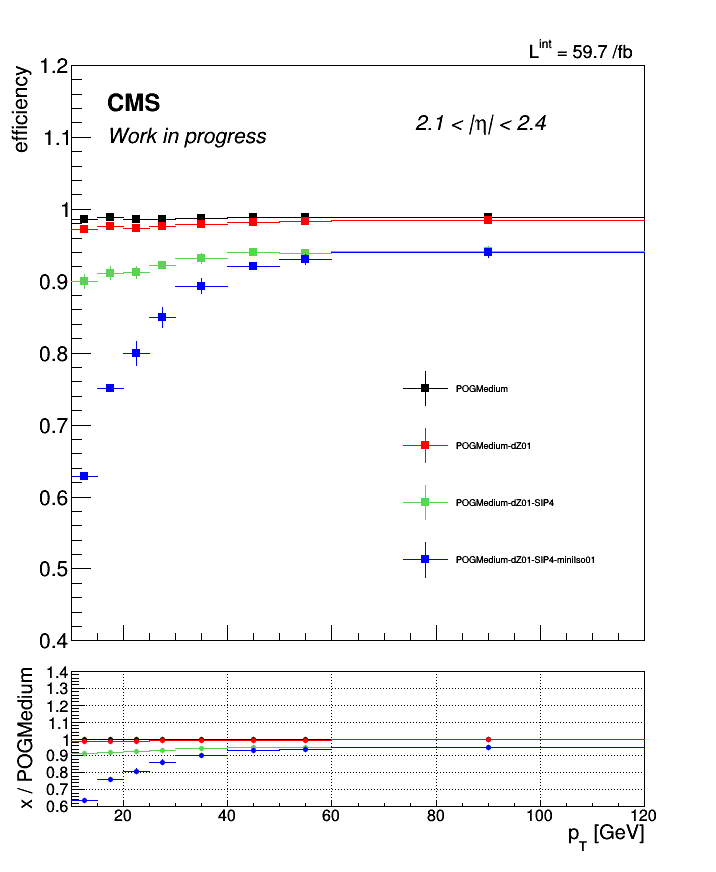 L^int = 59.7 /fb
efficiency
1.2
1.1
1
0.9
0.8
0.7
0.6
0.5
0.4
CMS
Work in progress
2.1 < |η| < 2.4
POGMedium
POGMedium-dZ01
POGMedium-dZ01-SIP4
POGMedium-dZ01-SIP4-miniIso01
x / POGMedium
1.4
1.3
1.2
1.1
1
0.9
0.8
0.7
0.6
20 40 60 80 100 120
p_T [GeV]